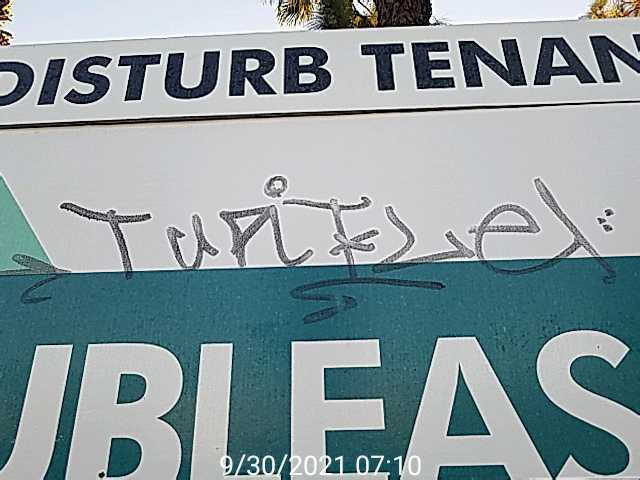 DISTURB TENAN
UBLEAS
9/30/2021 07:10